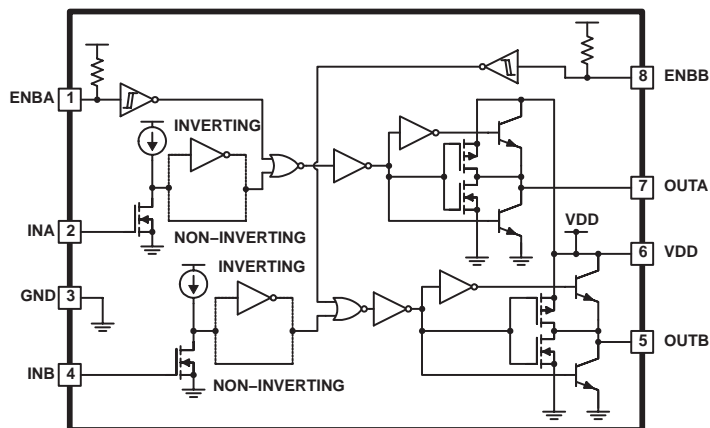 8 ENBB
ENBA 1
INVERTING
7 OUTA
INA 2
NON–INVERTING
VDD
6 VDD
INVERTING
GND 3
5 OUTB
INB 4
NON–INVERTING